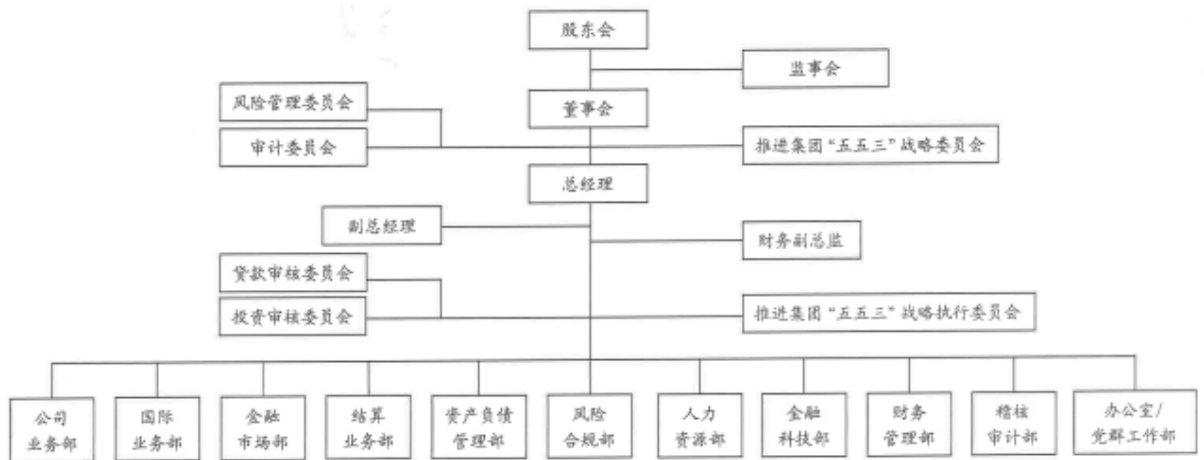 股东会
监事会
董事会
风险管理委员会
审计委员会
推进集团“五五三”战略委员会
总经理
副总经理
财务副总监
贷款审核委员会
投资审核委员会
推进集团“五五三”战略执行委员会
公司
业务部
国际
业务部
金融
市场部
结算
业务部
资产负债
管理部
风险
合规部
人力
资源部
金融
科技部
财务
管理部
稽核
审计部
办公室/
党群工作部